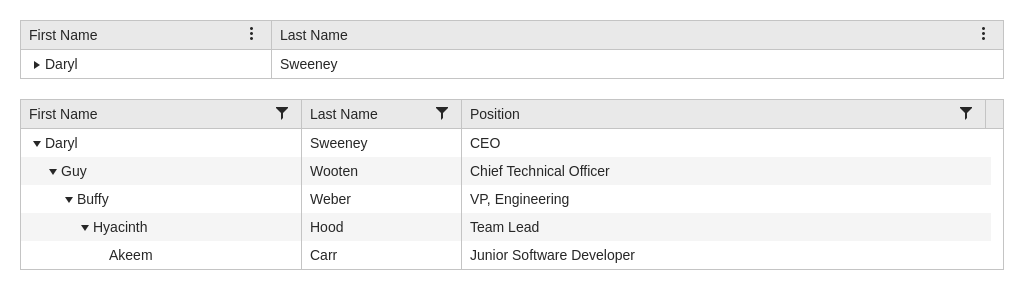 First Name Last Name
Daryl Sweeney
First Name Last Name Position
Daryl Sweeney CEO
Guy Wooten Chief Technical Officer
Buffy Weber VP, Engineering
Hyacinth Hood Team Lead
Akeem Carr Junior Software Developer